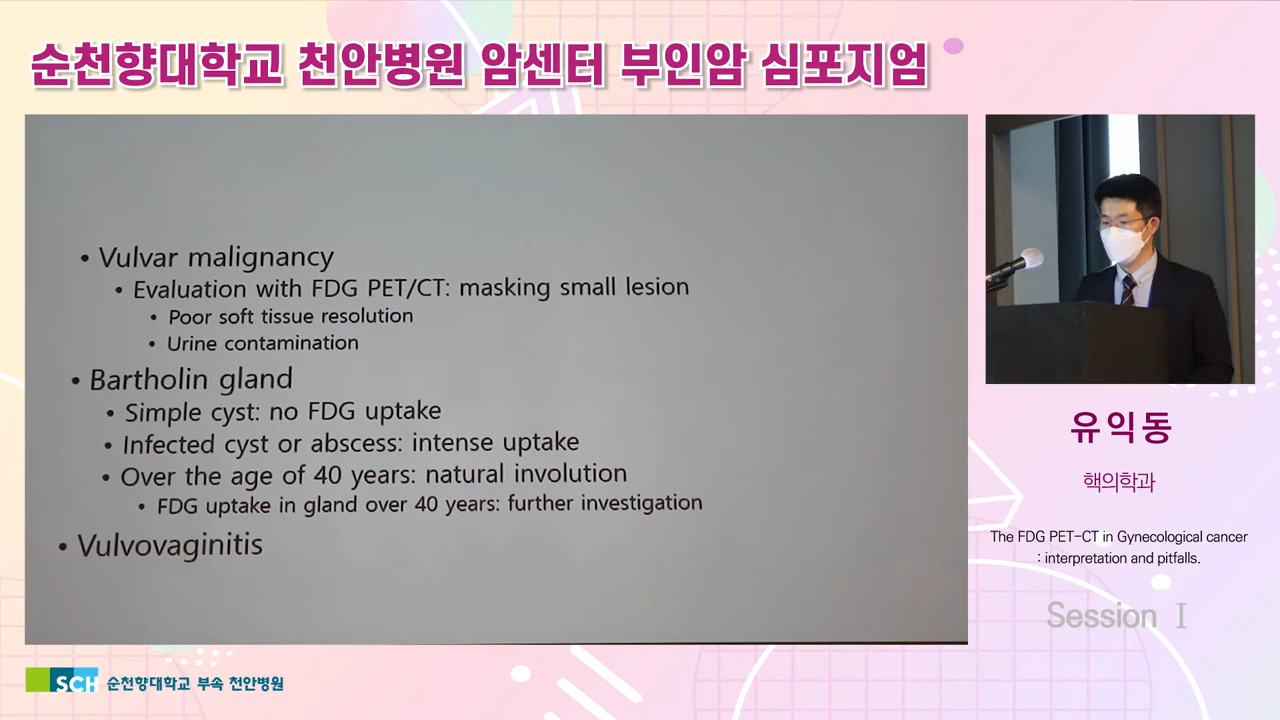 순천향대학교 천안병원 암센터 부인암 심포지엄
• Vulvar malignancy
• Evaluation with FDG PET/CT: masking small lesion
• Poor soft tissue resolution
• Urine contamination
• Bartholin gland
• Simple cyst: no FDG uptake
• Infected cyst or abscess: intense uptake
• Over the age of 40 years: natural involution
• FDG uptake in gland over 40 years: further investigation
• Vulvovaginitis
유익동
핵의학과
The FDG PET-CT in Gynecological cancer
: interpretation and pitfalls.
Session Ⅰ
SCH 순천향대학교 부속 천안병원